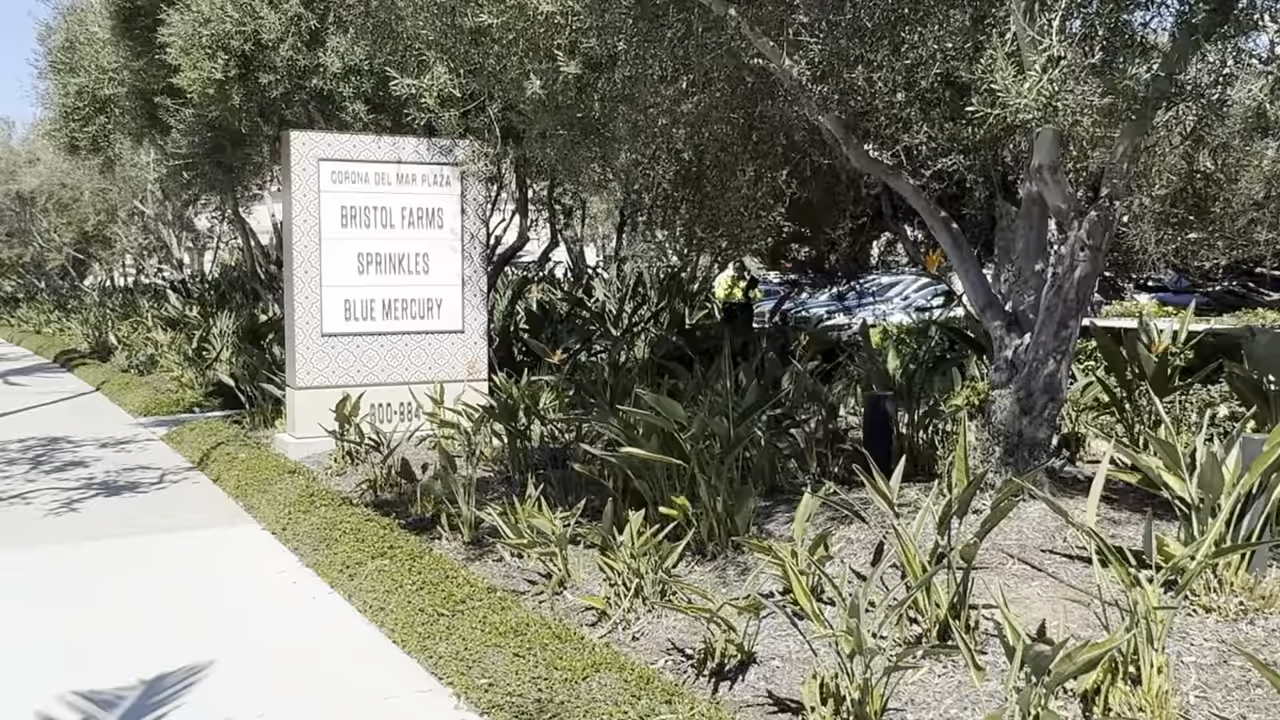 CORONA DEL MAR PLAZA
BRISTOL FARMS
SPRINKLES
BLUE MERCURY
800-884